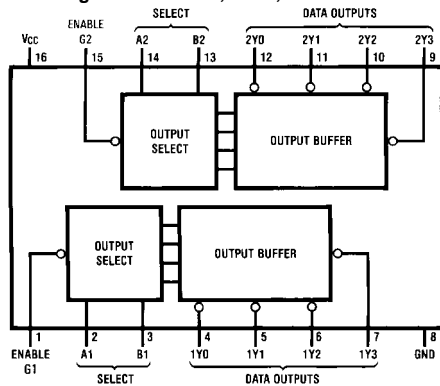 SELECT
DATA OUTPUTS
ENABLE
VCC G2 A2 B2 2Y0 2Y1 2Y2 2Y3
16 15 14 13 12 11 10 9
OUTPUT
SELECT
OUTPUT BUFFER
OUTPUT
SELECT
OUTPUT BUFFER
1 2 3 4 5 6 7 8
ENABLE A1 B1 1Y0 1Y1 1Y2 1Y3 GND
G1
SELECT
DATA OUTPUTS